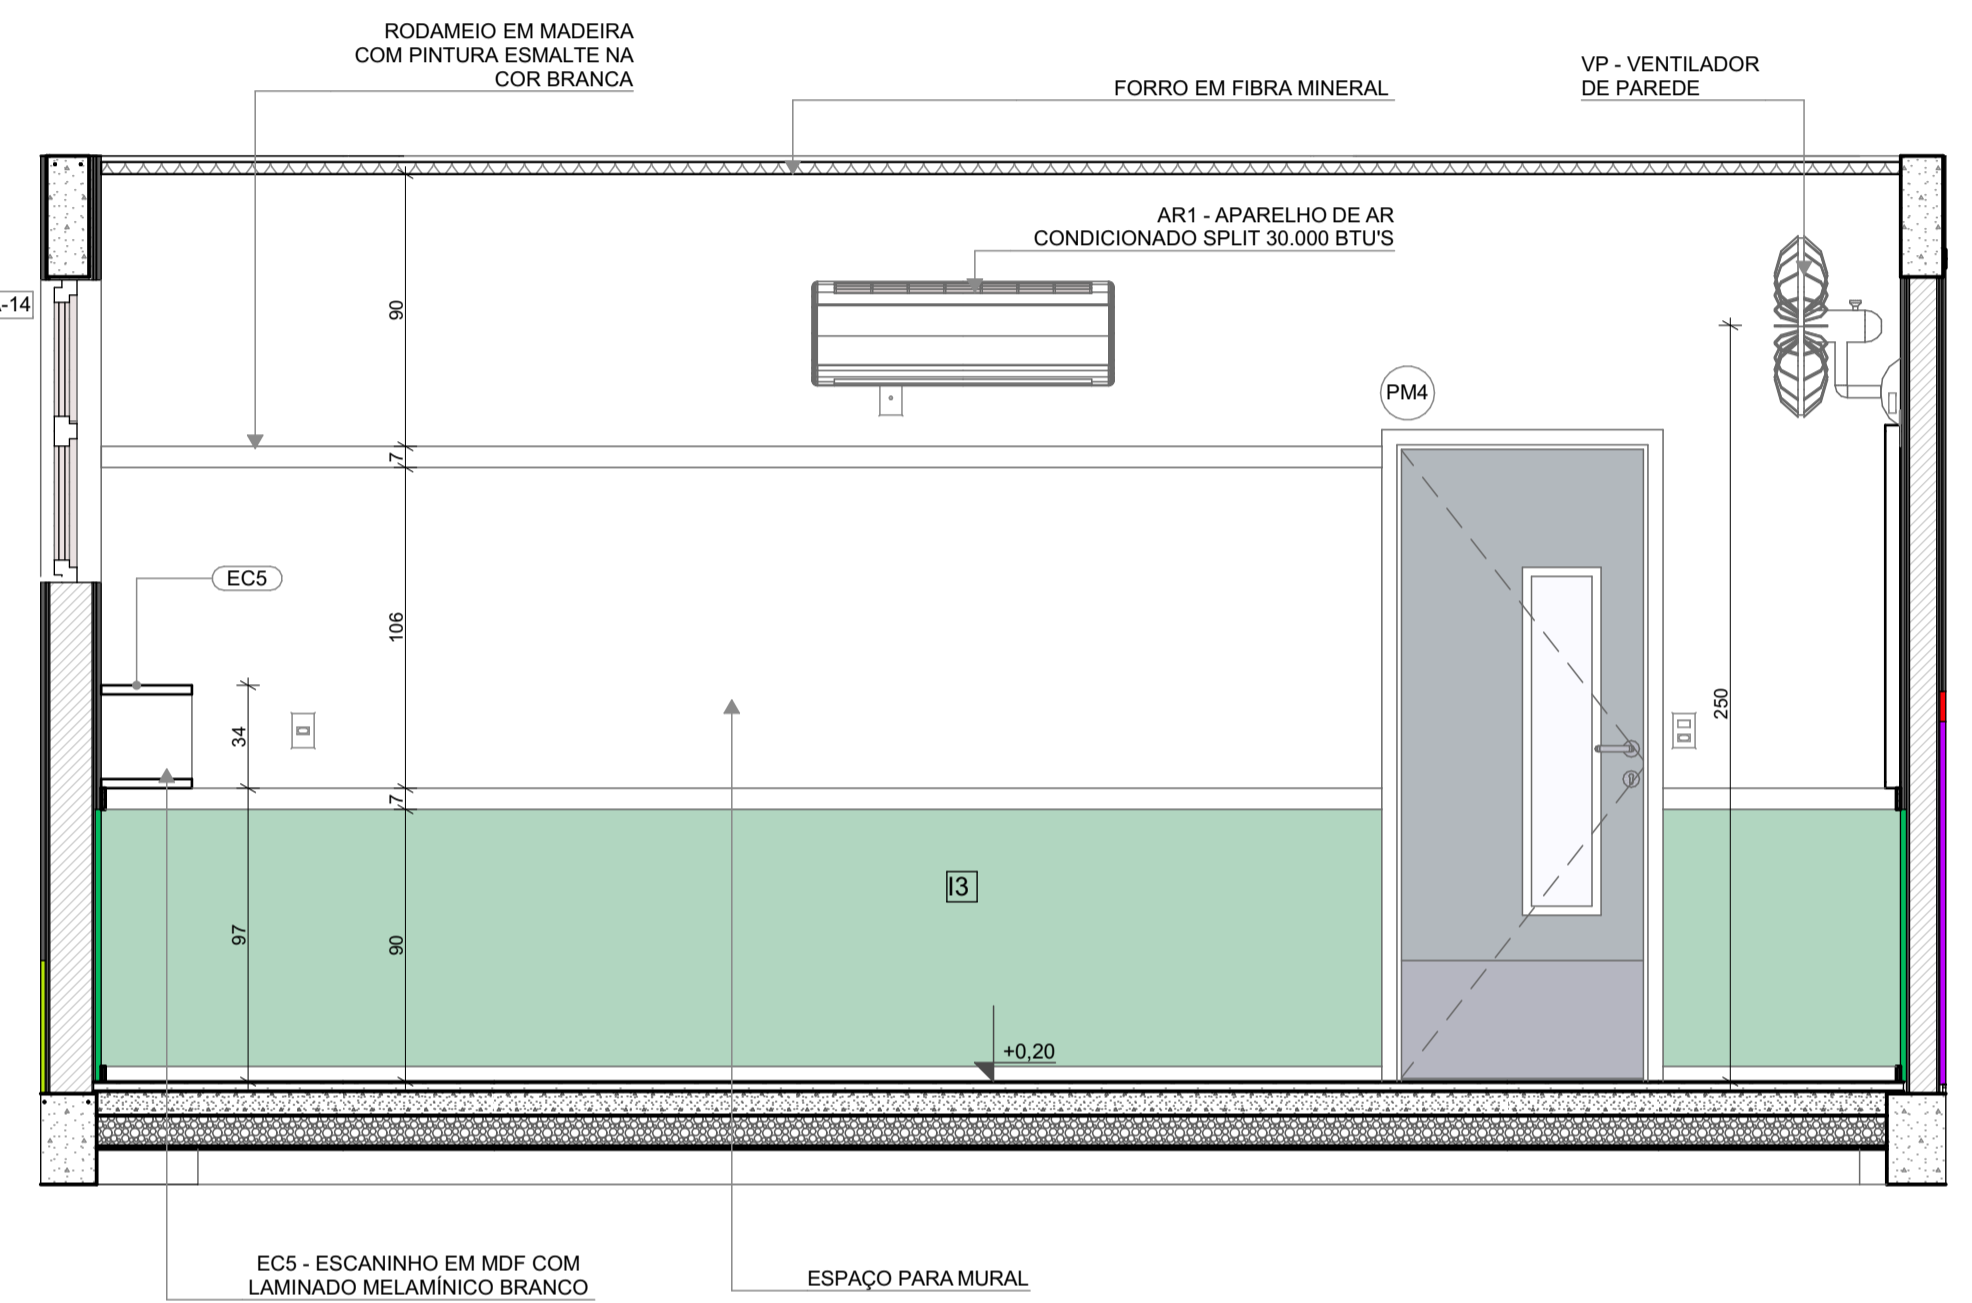 RODAMEIO EM MADEIRA
COM PINTURA ESMALTE NA
COR BRANCA
FORRO EM FIBRA MINERAL
VP - VENTILADOR
DE PAREDE
AR1 - APARELHO DE AR
CONDICIONADO SPLIT 30.000 BTU'S
-14
90
PM4
7
EC5
106
34
250
7
I3
97
90
+0,20
EC5 - ESCANINHO EM MDF COM
LAMINADO MELAMÍNICO BRANCO
ESPAÇO PARA MURAL